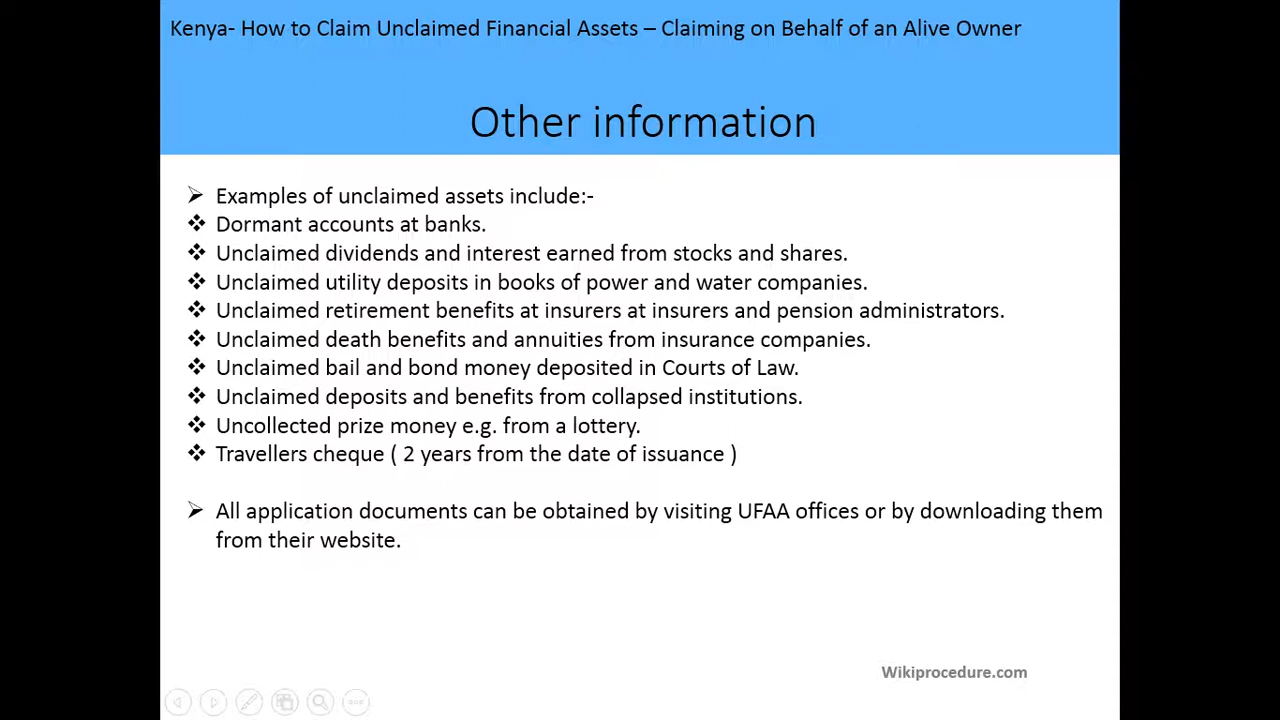 Kenya- How to Claim Unclaimed Financial Assets – Claiming on Behalf of an Alive Owner
Other information
Examples of unclaimed assets include:-
Dormant accounts at banks.
Unclaimed dividends and interest earned from stocks and shares.
Unclaimed utility deposits in books of power and water companies.
Unclaimed retirement benefits at insurers at insurers and pension administrators.
Unclaimed death benefits and annuities from insurance companies.
Unclaimed bail and bond money deposited in Courts of Law.
Unclaimed deposits and benefits from collapsed institutions.
Uncollected prize money e.g. from a lottery.
Travellers cheque ( 2 years from the date of issuance )
All application documents can be obtained by visiting UFAA offices or by downloading them
from their website.
Wikiprocedure.com